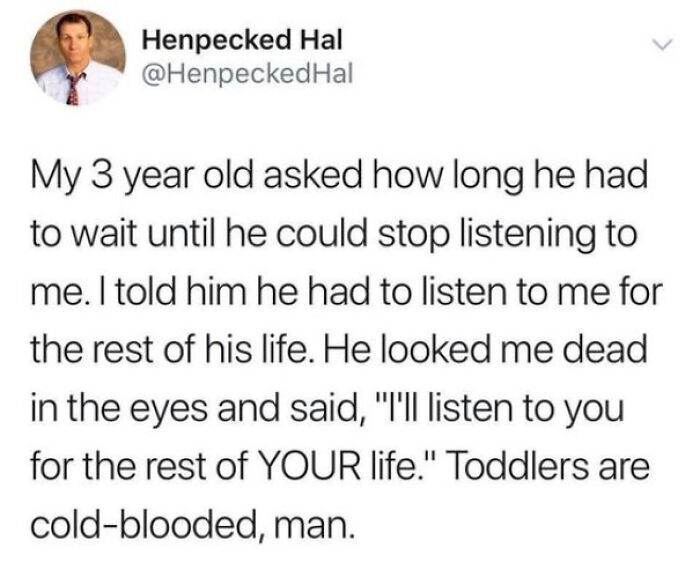 Henpecked Hal
@HenpeckedHal
My 3 year old asked how long he had
to wait until he could stop listening to
me. I told him he had to listen to me for
the rest of his life. He looked me dead
in the eyes and said, "I'll listen to you
for the rest of YOUR life." Toddlers are
cold-blooded, man.